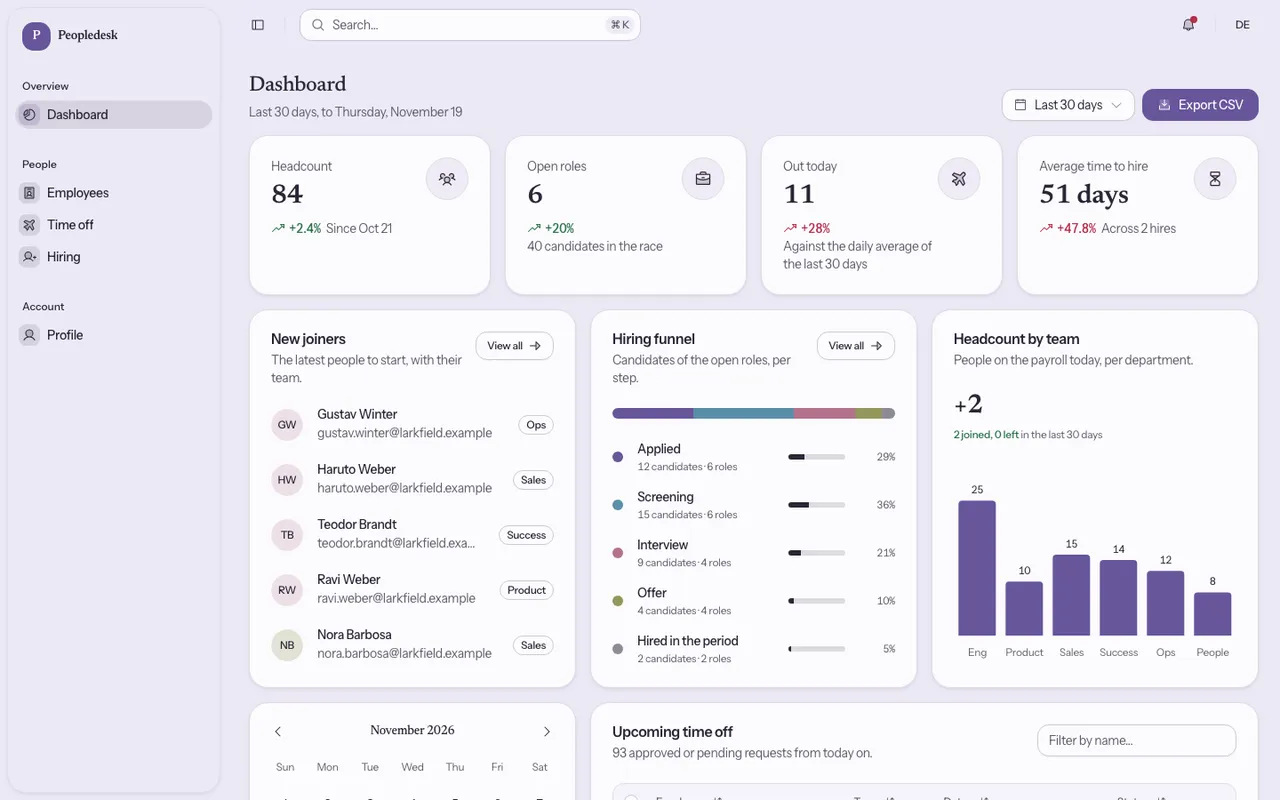 P Peopledesk
Search...
⌘ K
DE
Overview
Dashboard
People
Employees
Time off
Hiring
Account
Profile
Dashboard
Last 30 days, to Thursday, November 19
Last 30 days
Export CSV
Headcount
84
+2.4% Since Oct 21
Open roles
6
+20%
40 candidates in the race
Out today
11
+28%
Against the daily average of
the last 30 days
Average time to hire
51 days
+47.8% Across 2 hires
New joiners
View all
The latest people to start, with their
team.
GW
Gustav Winter
gustav.winter@larkfield.example
Ops
HW
Haruto Weber
haruto.weber@larkfield.example
Sales
TB
Teodor Brandt
teodor.brandt@larkfield.exa...
Success
RW
Ravi Weber
ravi.weber@larkfield.example
Product
NB
Nora Barbosa
nora.barbosa@larkfield.example
Sales
Hiring funnel
View all
Candidates of the open roles, per
step.
Applied
12 candidates · 6 roles
29%
Screening
15 candidates · 6 roles
36%
Interview
9 candidates · 4 roles
21%
Offer
4 candidates · 4 roles
10%
Hired in the period
2 candidates · 2 roles
5%
Headcount by team
People on the payroll today, per department.
+2
2 joined, 0 left in the last 30 days
25
10
15
14
12
8
Eng
Product
Sales
Success
Ops
People
November 2026
Sun Mon Tue Wed Thu Fri Sat
Upcoming time off
93 approved or pending requests from today on.
Filter by name...